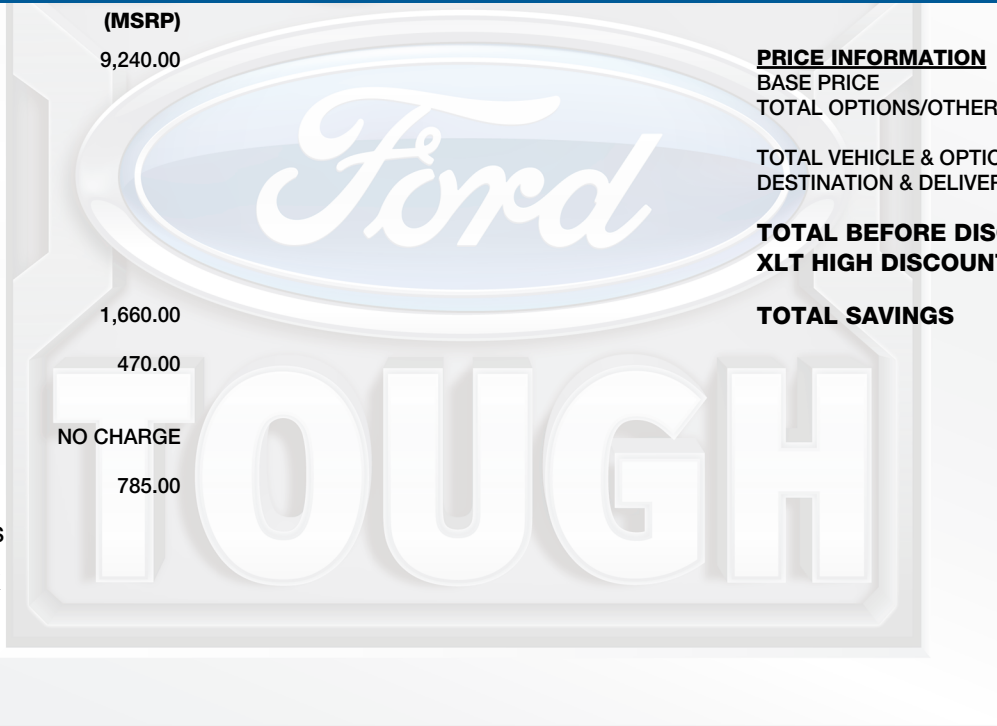 (MSRP)
9,240.00
1,660.00
470.00
NO CHARGE
785.00
S
PRICE INFORMATION
BASE PRICE
TOTAL OPTIONS/OTHER
TOTAL VEHICLE & OPTIO
DESTINATION & DELIVER
TOTAL BEFORE DIS
XLT HIGH DISCOUNT
TOTAL SAVINGS
Ford
TOUGH